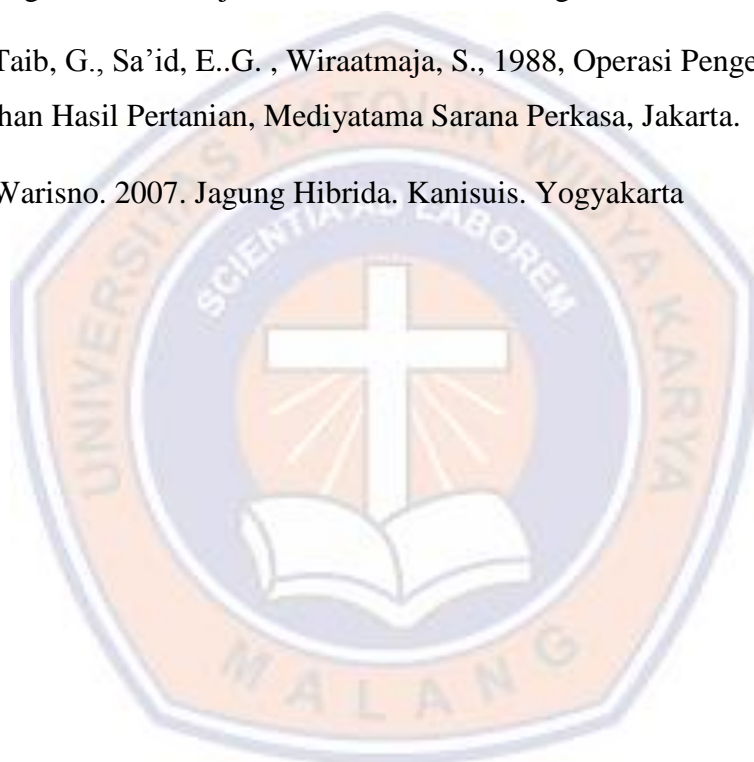 Taib, G., Sa’id, E..G. , Wiraatmaja, S., 1988, Operasi Penge
han Hasil Pertanian, Mediyatama Sarana Perkasa, Jakarta.
Warisno. 2007. Jagung Hibrida. Kanisuis. Yogyakarta
UNIVERSITAS KATOLIK WIDYA KARYA
SCIENTIA AD LABOREM
MALANG